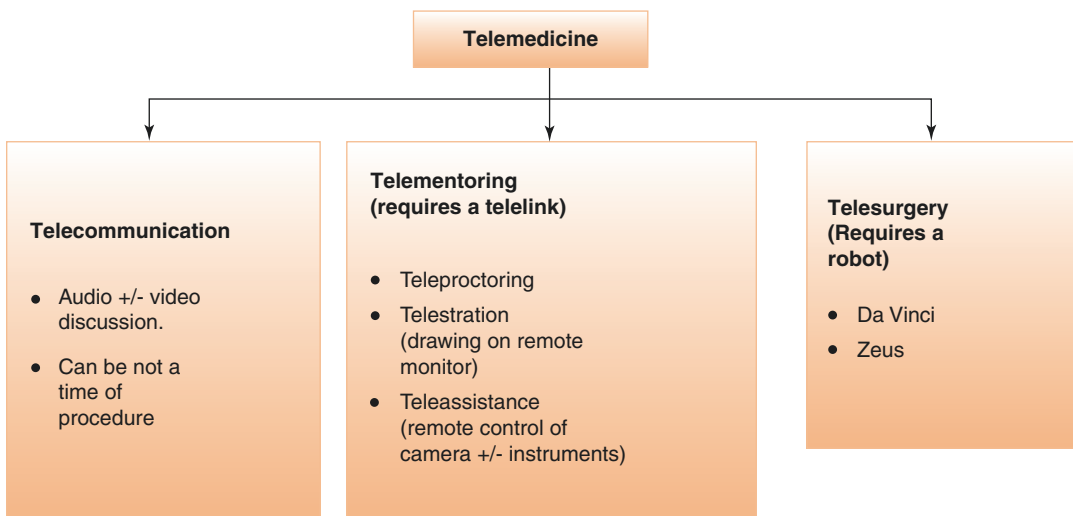 Telemedicine
Telecommunication
● Audio +/- video
discussion.
● Can be not a
time of
procedure
Telementoring
(requires a telelink)
● Teleproctoring
● Telestration
(drawing on remote
monitor)
● Teleassistance
(remote control of
camera +/- instruments)
Telesurgery
(Requires a
robot)
● Da Vinci
● Zeus